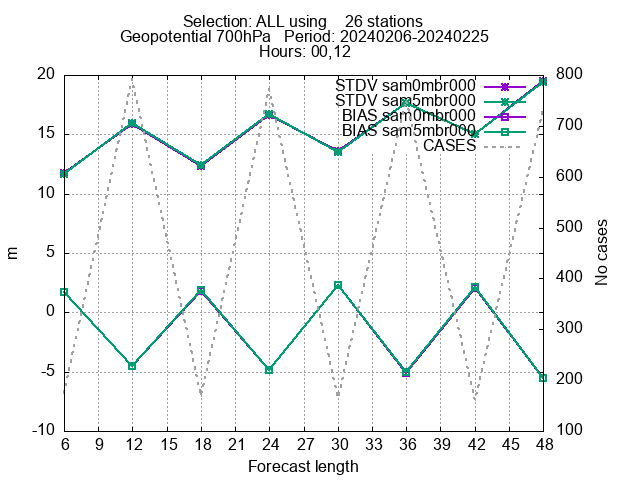 Selection: ALL using    26 stations
Geopotential 700hPa   Period: 20240206-20240225
Hours: 00,12
20
15
10
5
0
-5
-10
m
800
700
600
500
400
300
200
100
No cases
STDV sam0mbr000
STDV sam5mbr000
BIAS sam0mbr000
BIAS sam5mbr000
CASES
6 9 12 15 18 21 24 27 30 33 36 39 42 45 48
Forecast length